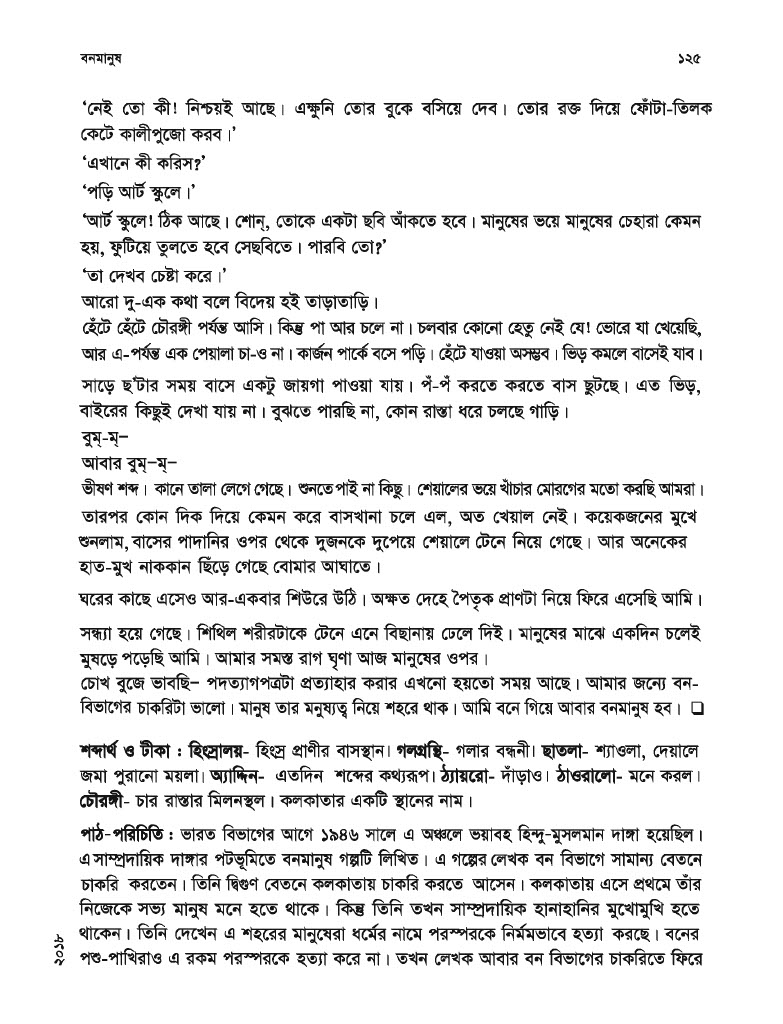 বনমানুষ ১২৫
‘নেই তো কী! নিশ্চয়ই আছে। এক্ষুনি তোর বুকে বসিয়ে দেব। তোর রক্ত দিয়ে ফোঁটা-তিলক
কেটে কালীপুজো করব।’
‘এখানে কী করিস?’
‘পড়ি আর্ট স্কুলে।’
‘আর্ট স্কুলে! ঠিক আছে। শোন্, তোকে একটা ছবি আঁকতে হবে। মানুষের ভয়ে মানুষের চেহারা কেমন
হয়, ফুটিয়ে তুলতে হবে সেছবিতে। পারবি তো?’
‘তা দেখব চেষ্টা করে।’
আরো দু-এক কথা বলে বিদেয় হই তাড়াতাড়ি।
হেঁটে হেঁটে চৌরঙ্গী পর্যন্ত আসি। কিন্তু পা আর চলে না। চলবার কোনো হেতু নেই যে! ভোরে যা খেয়েছি,
আর এ-পর্যন্ত এক পেয়ালা চা-ও না। কার্জন পার্কে বসে পড়ি। হেঁটে যাওয়া অসম্ভব। ভিড় কমলে বাসেই যাব।
সাড়ে ছ'টার সময় বাসে একটু জায়গা পাওয়া যায়। পঁ-পঁ করতে করতে বাস ছুটছে। এত ভিড়,
বাইরের কিছুই দেখা যায় না। বুঝতে পারছি না, কোন রাস্তা ধরে চলছে গাড়ি।
বুম্-ম্–
আবার বুম্–ম্–
ভীষণ শব্দ। কানে তালা লেগে গেছে। শুনতে পাই না কিছু। শেয়ালের ভয়ে খাঁচার মোরগের মতো করছি আমরা।
তারপর কোন দিক দিয়ে কেমন করে বাসখানা চলে এল, অত খেয়াল নেই। কয়েকজনের মুখে
শুনলাম, বাসের পাদানির ওপর থেকে দুজনকে দুপেয়ে শেয়ালে টেনে নিয়ে গেছে। আর অনেকের
হাত-মুখ নাককান ছিঁড়ে গেছে বোমার আঘাতে।
ঘরের কাছে এসেও আর-একবার শিউরে উঠি। অক্ষত দেহে পৈতৃক প্রাণটা নিয়ে ফিরে এসেছি আমি।
সন্ধ্যা হয়ে গেছে। শিথিল শরীরটাকে টেনে এনে বিছানায় ঢেলে দিই। মানুষের মাঝে একদিন চলেই
মুষড়ে পড়েছি আমি। আমার সমস্ত রাগ ঘৃণা আজ মানুষের ওপর।
চোখ বুজে ভাবছি– পদত্যাগপত্রটা প্রত্যাহার করার এখনো হয়তো সময় আছে। আমার জন্যে বন-
বিভাগের চাকরিটা ভালো। মানুষ তার মনুষ্যত্ব নিয়ে শহরে থাক। আমি বনে গিয়ে আবার বনমানুষ হব। ❑
শব্দার্থ ও টীকা : হিংস্রালয়- হিংস্র প্রাণীর বাসস্থান। গলগ্রন্থি- গলার বন্ধনী। ছাতলা- শ্যাওলা, দেয়ালে
জমা পুরানো ময়লা। অ্যাদ্দিন- এতদিন শব্দের কথ্যরূপ। ঠ্যায়রো- দাঁড়াও। ঠাওরালো- মনে করল।
চৌরঙ্গী- চার রাস্তার মিলনস্থল। কলকাতার একটি স্থানের নাম।
পাঠ-পরিচিতি : ভারত বিভাগের আগে ১৯৪৬ সালে এ অঞ্চলে ভয়াবহ হিন্দু-মুসলমান দাঙ্গা হয়েছিল।
এ সাম্প্রদায়িক দাঙ্গার পটভূমিতে বনমানুষ গল্পটি লিখিত। এ গল্পের লেখক বন বিভাগে সামান্য বেতনে
চাকরি করতেন। তিনি দ্বিগুণ বেতনে কলকাতায় চাকরি করতে আসেন। কলকাতায় এসে প্রথমে তাঁর
নিজেকে সভ্য মানুষ মনে হতে থাকে। কিন্তু তিনি তখন সাম্প্রদায়িক হানাহানির মুখোমুখি হতে
থাকেন। তিনি দেখেন এ শহরের মানুষেরা ধর্মের নামে পরস্পরকে নির্মমভাবে হত্যা করছে। বনের
পশু-পাখিরাও এ রকম পরস্পরকে হত্যা করে না। তখন লেখক আবার বন বিভাগের চাকরিতে ফিরে
২০১৮